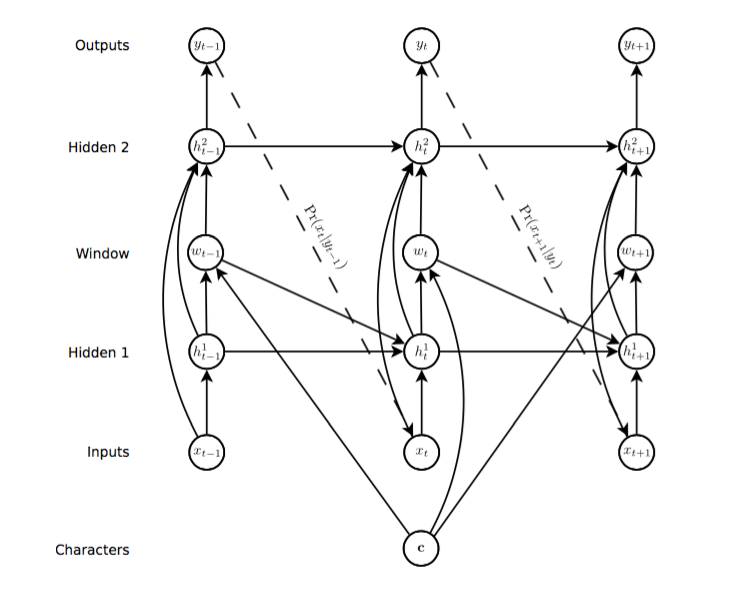 Outputs y_{t−1} y_t y_{t+1}
Hidden 2 h^2_{t−1} h^2_t h^2_{t+1}
Pr(x_t|y_{t−1}) Pr(x_{t+1}|y_t)
Window w_{t−1} w_t w_{t+1}
Hidden 1 h^1_{t−1} h^1_t h^1_{t+1}
Inputs x_{t−1} x_t x_{t+1}
Characters c